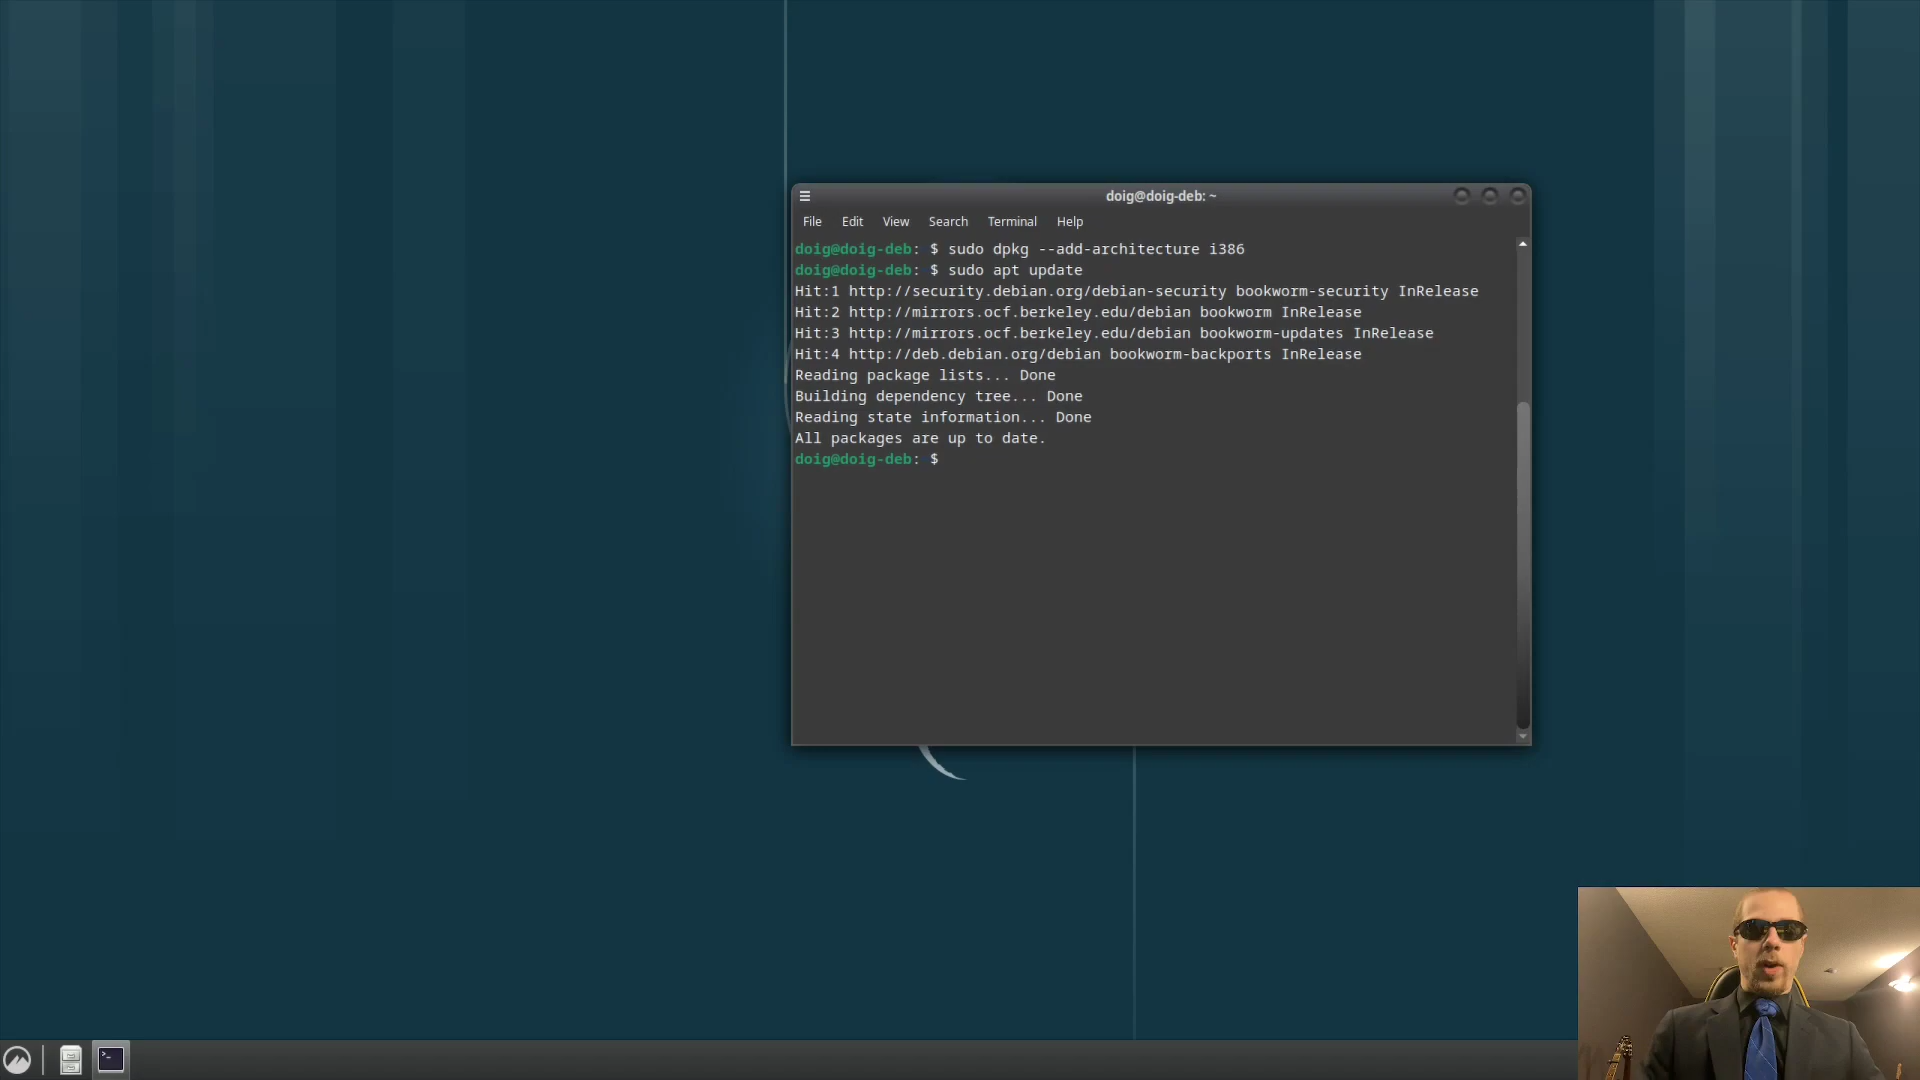 doig@doig-deb: ~
File Edit View Search Terminal Help
doig@doig-deb: $ sudo dpkg --add-architecture i386
doig@doig-deb: $ sudo apt update
Hit:1 http://security.debian.org/debian-security bookworm-security InRelease
Hit:2 http://mirrors.ocf.berkeley.edu/debian bookworm InRelease
Hit:3 http://mirrors.ocf.berkeley.edu/debian bookworm-updates InRelease
Hit:4 http://deb.debian.org/debian bookworm-backports InRelease
Reading package lists... Done
Building dependency tree... Done
Reading state information... Done
All packages are up to date.
doig@doig-deb: $